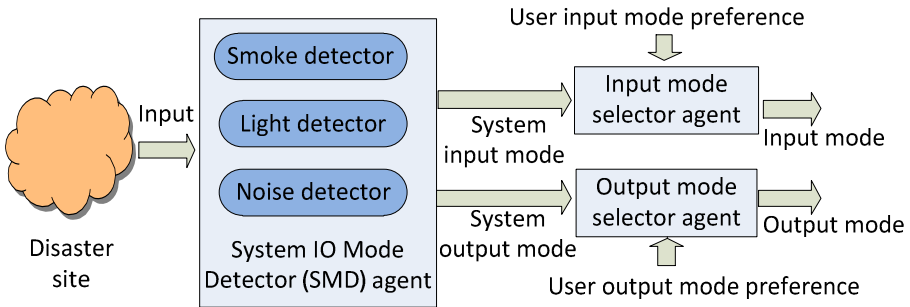 User input mode preference
Smoke detector
Input mode
selector agent
Input
Light detector
System
input mode
Input mode
Noise detector
Output mode
selector agent
System
output mode
Output mode
Disaster
site
System IO Mode
Detector (SMD) agent
User output mode preference